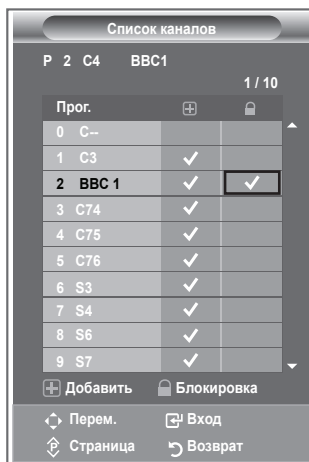 Список каналов
P 2 C4 BBC1
1 / 10
Прог.
0 C--
1 C3
2 BBC 1
3 C74
4 C75
5 C76
6 S3
7 S4
8 S6
9 S7
Добавить Блокировка
Перем. Вход
Страница Возврат